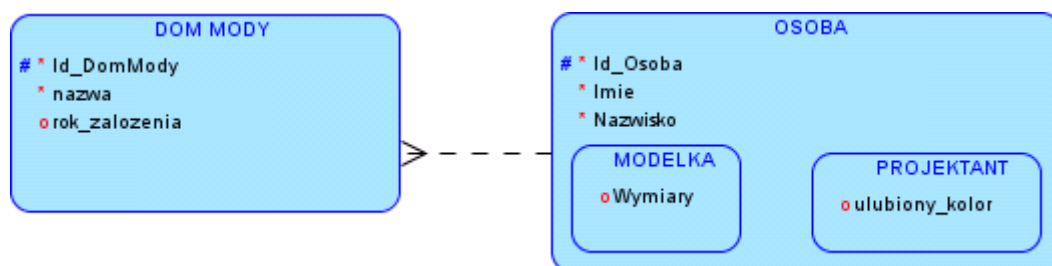 DOM MODY
# * Id_DomMody
* nazwa
o rok_zalozenia
OSOBA
# * Id_Osoba
* Imie
* Nazwisko
MODELKA
o Wymiary
PROJEKTANT
o ulubiony_kolor